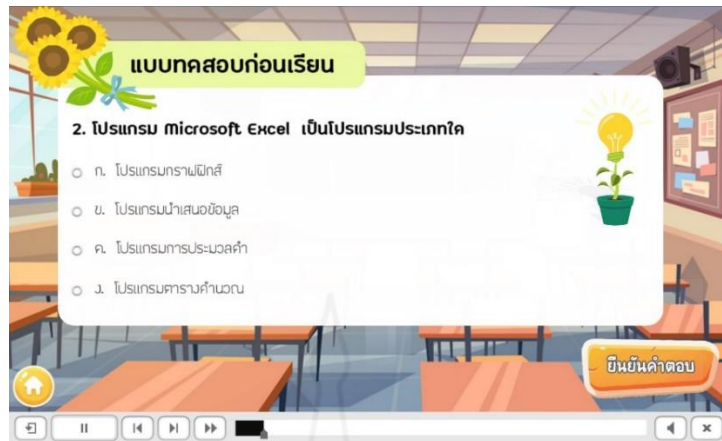 แบบทดสอบก่อนเรียน
2. โปรแกรม Microsoft Excel เป็นโปรแกรมประเภทใด
ก. โปรแกรมกราฟฟิกส์
ข. โปรแกรมนำเสนอข้อมูล
ค. โปรแกรมการประมวลคำ
ง. โปรแกรมตารางคำนวณ
ยืนยันคำตอบ